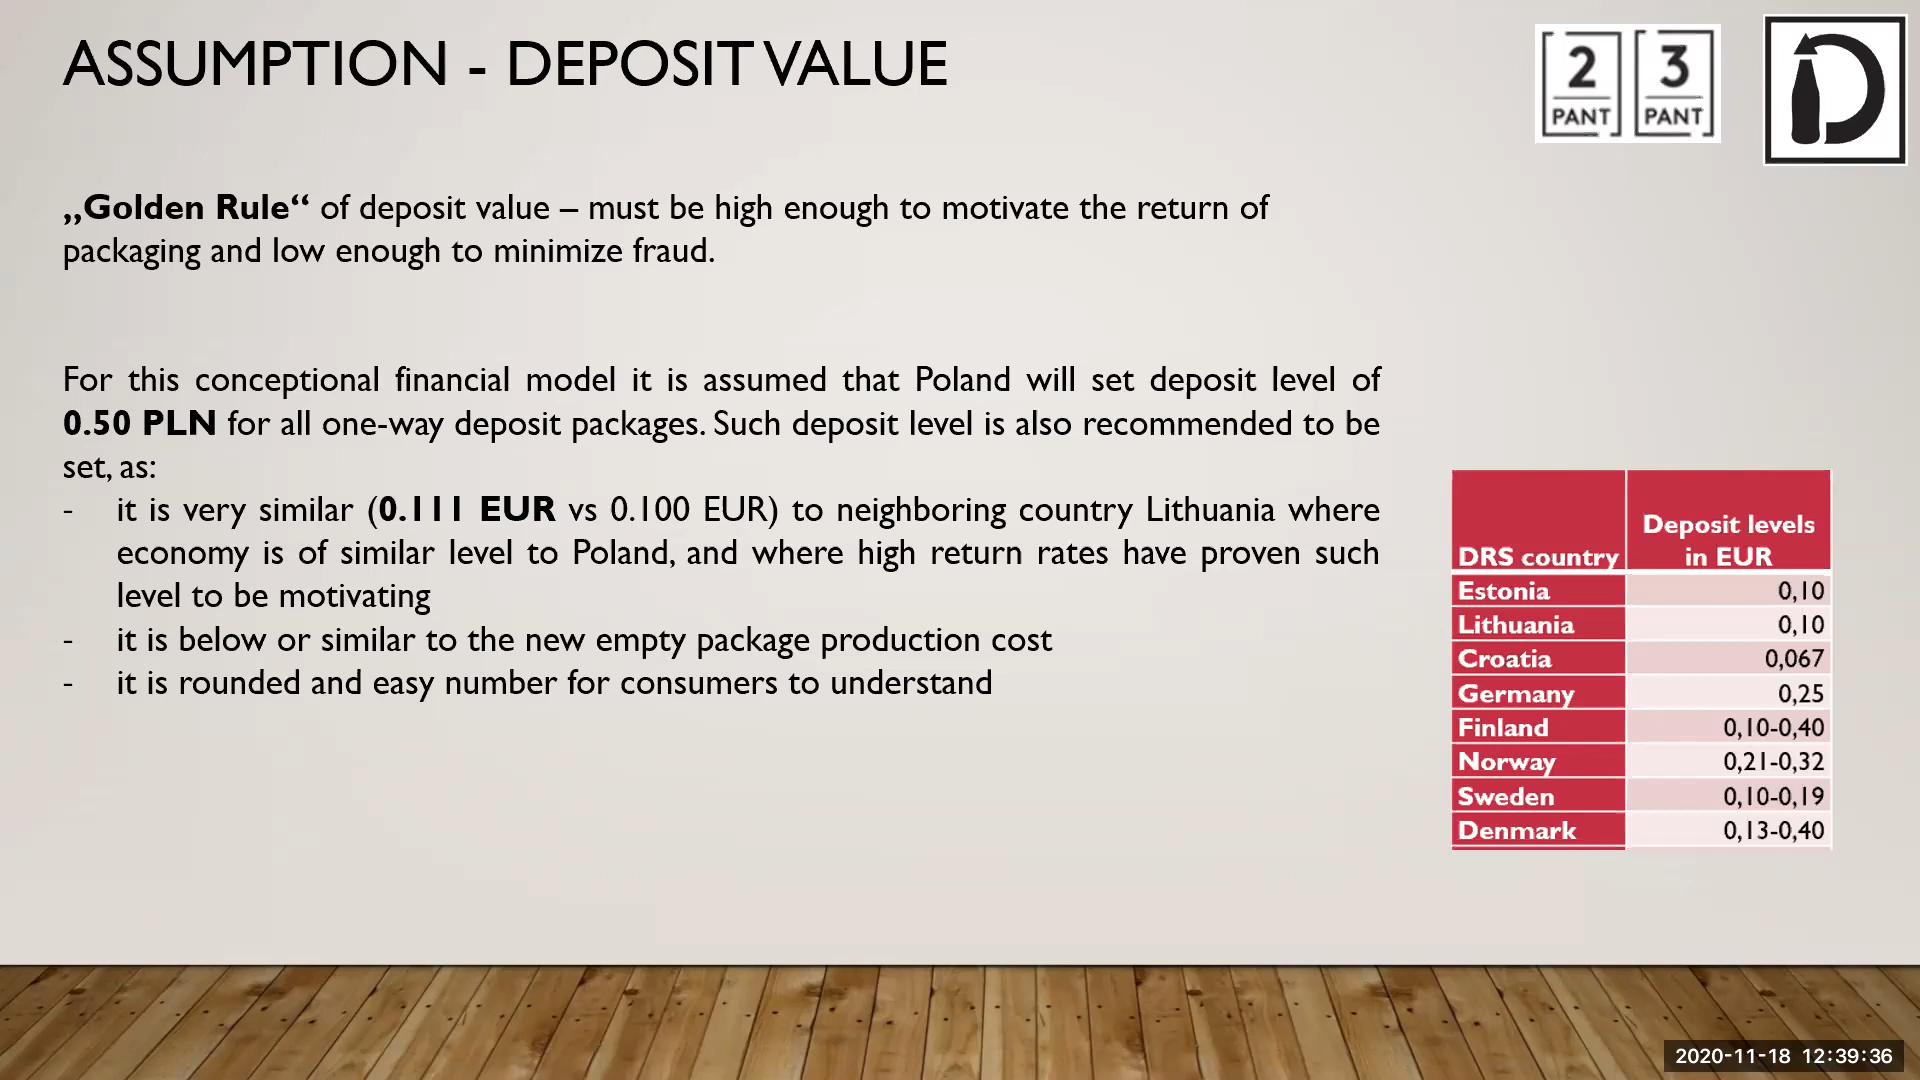 ASSUMPTION - DEPOSIT VALUE
2 3
PANT PANT
„Golden Rule“ of deposit value – must be high enough to motivate the return of
packaging and low enough to minimize fraud.
For this conceptional financial model it is assumed that Poland will set deposit level of
0.50 PLN for all one-way deposit packages. Such deposit level is also recommended to be
set, as:
- it is very similar (0.111 EUR vs 0.100 EUR) to neighboring country Lithuania where
economy is of similar level to Poland, and where high return rates have proven such
level to be motivating
- it is below or similar to the new empty package production cost
- it is rounded and easy number for consumers to understand
Deposit levels
DRS country in EUR
Estonia 0,10
Lithuania 0,10
Croatia 0,067
Germany 0,25
Finland 0,10-0,40
Norway 0,21-0,32
Sweden 0,10-0,19
Denmark 0,13-0,40
2020-11-18 12:39:36